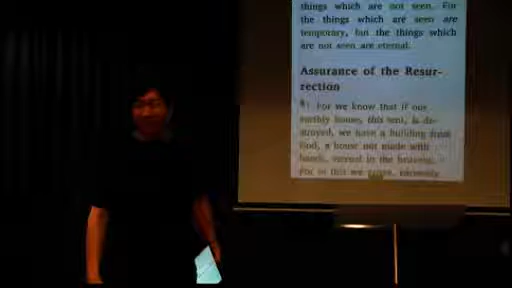 things which are not seen. For
the things which are seen are
temporary, but the things which
are not seen are eternal.
Assurance of the Resur-
rection
For we know that if our
earthly house, this tent, is de-
stroyed, we have a building from
God, a house not made with
hands, eternal in the heavens.
For in this we groan, earnestly